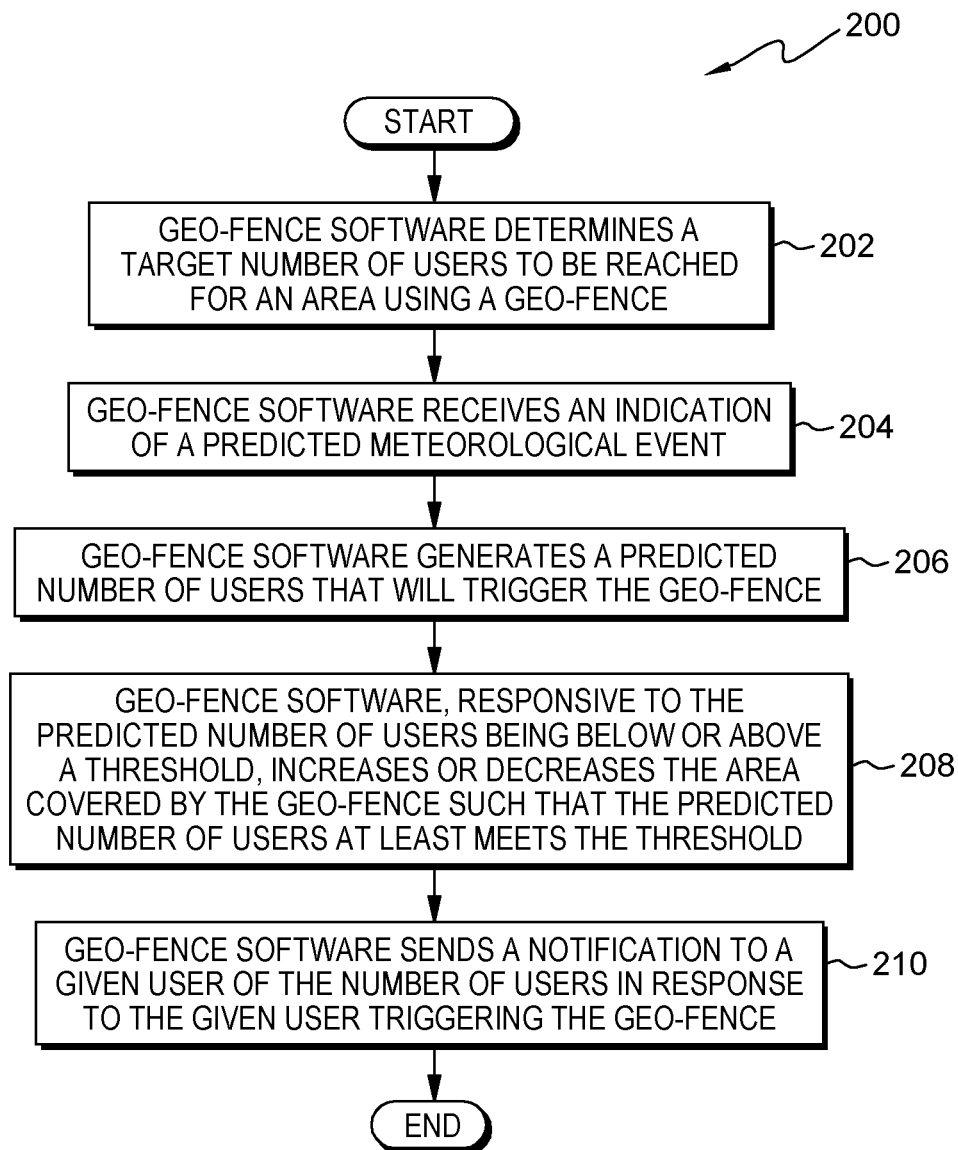 200
START
GEO-FENCE SOFTWARE DETERMINES A
TARGET NUMBER OF USERS TO BE REACHED
FOR AN AREA USING A GEO-FENCE
202
GEO-FENCE SOFTWARE RECEIVES AN INDICATION
OF A PREDICTED METEOROLOGICAL EVENT
204
GEO-FENCE SOFTWARE GENERATES A PREDICTED
NUMBER OF USERS THAT WILL TRIGGER THE GEO-FENCE
206
GEO-FENCE SOFTWARE, RESPONSIVE TO THE
PREDICTED NUMBER OF USERS BEING BELOW OR ABOVE
A THRESHOLD, INCREASES OR DECREASES THE AREA
COVERED BY THE GEO-FENCE SUCH THAT THE PREDICTED
NUMBER OF USERS AT LEAST MEETS THE THRESHOLD
208
GEO-FENCE SOFTWARE SENDS A NOTIFICATION TO A
GIVEN USER OF THE NUMBER OF USERS IN RESPONSE
TO THE GIVEN USER TRIGGERING THE GEO-FENCE
210
END